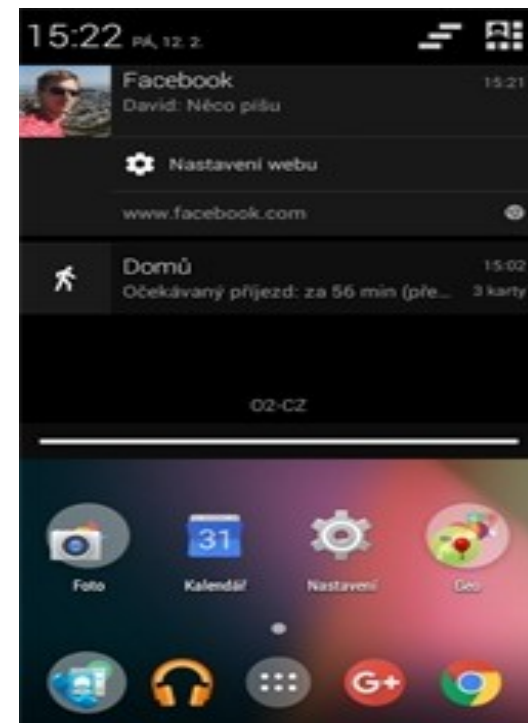 15:22 PÁ, 12. 2.
Facebook 15:21
David: Něco píšu
Nastavení webu
www.facebook.com
Domů 15:02
Očekávaný příjezd: za 56 min (pře... 3 karty
O2-CZ
31
Foto Kalendář Nastavení Geo
G+